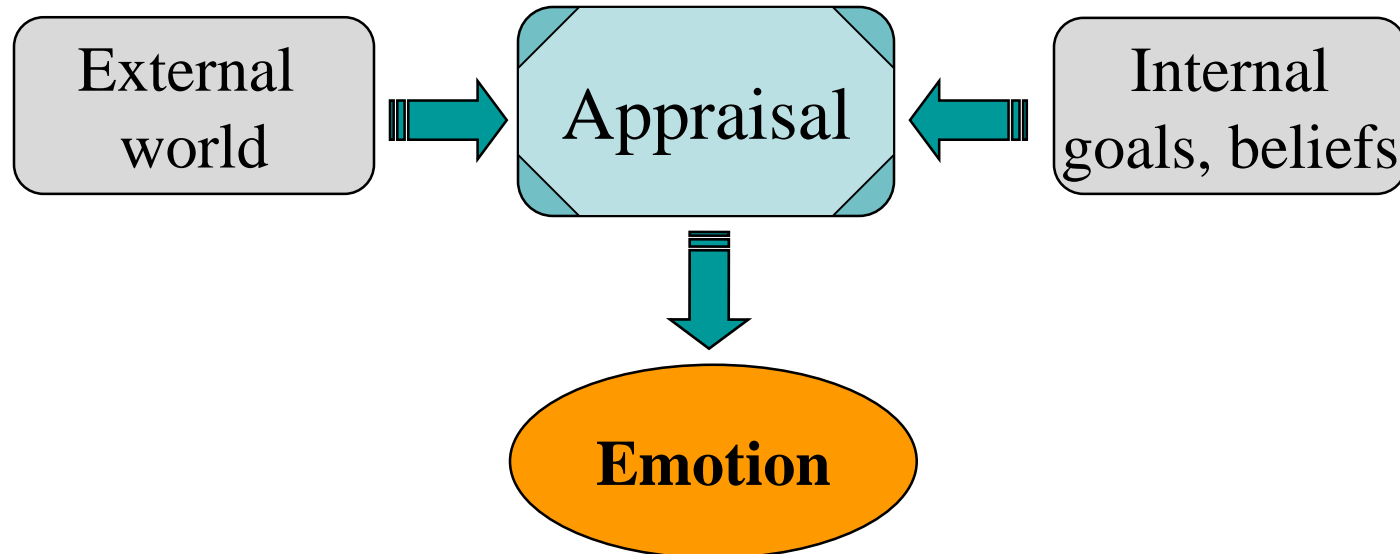 External
world
Appraisal
Internal
goals, beliefs
Emotion